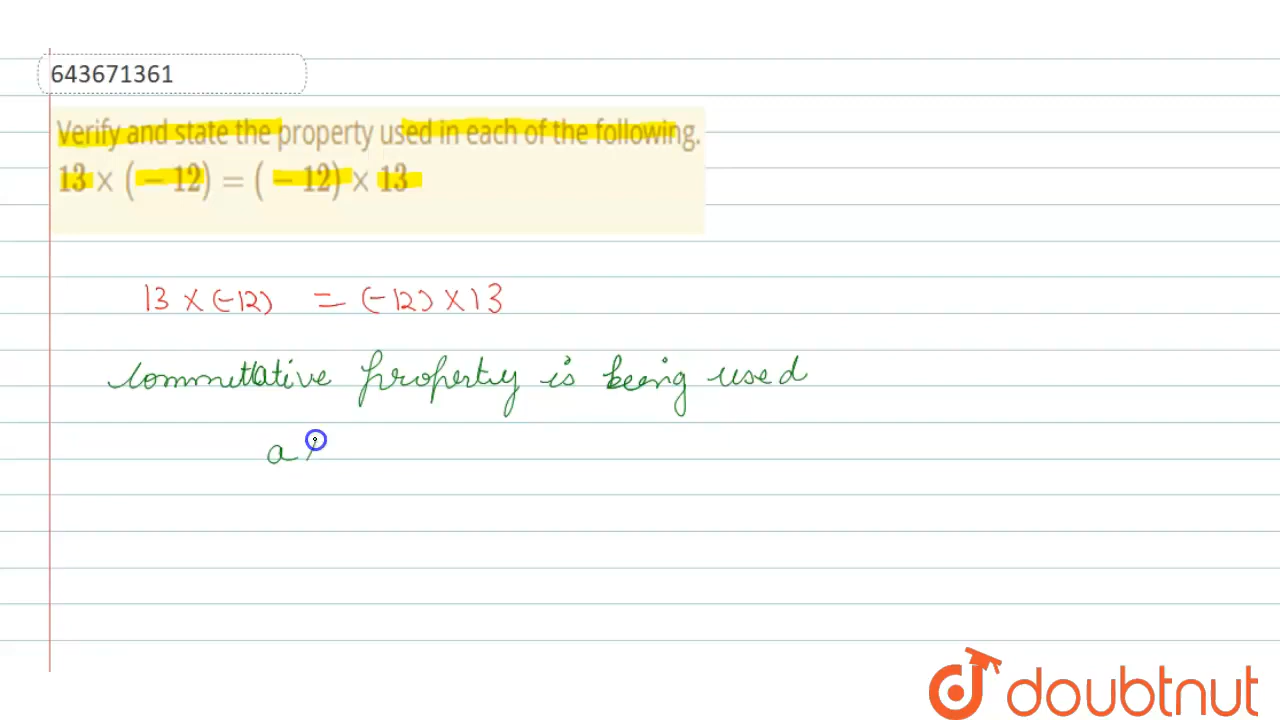 643671361
Verify and state the property used in each of the following.
13 × (−12) = (−12) × 13
13 × (−12) = (−12) × 13
commutative property is being used
a
doubtnut